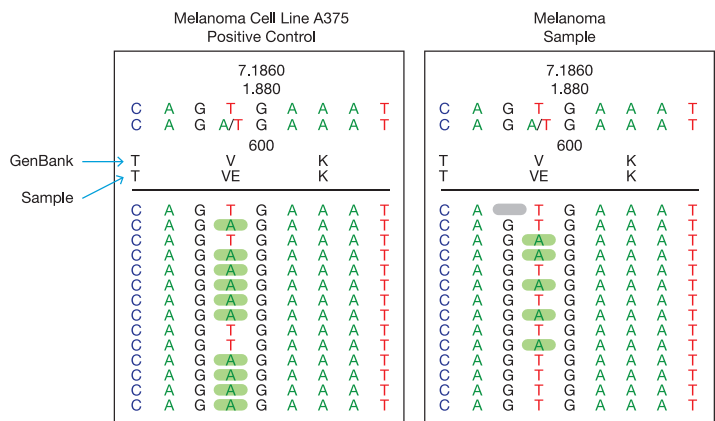 Melanoma Cell Line A375
Positive Control
7.1860
1.880
C A G T G A A A T
C A G A/T G A A A T
600
GenBank T V K
Sample T VE K
C A G T G A A A T
C A G A G A A A T
C A G T G A A A T
C A G A G A A A T
C A G A G A A A T
C A G A G A A A T
C A G A G A A A T
C A G A G A A A T
C A G T G A A A T
C A G T G A A A T
C A G A G A A A T
C A G A G A A A T
C A G A G A A A T
C A G A G A A A T
Melanoma
Sample
7.1860
1.880
C A G T G A A A T
C A G A/T G A A A T
600
T V K
T VE K
C A T G A A A T
C A G T G A A A T
C A G A G A A A T
C A G A G A A A T
C A G T G A A A T
C A G A G A A A T
C A G T G A A A T
C A G A G A A A T
C A G T G A A A T
C A G A G A A A T
C A G T G A A A T
C A G T G A A A T
C A G T G A A A T
C A G T G A A A T